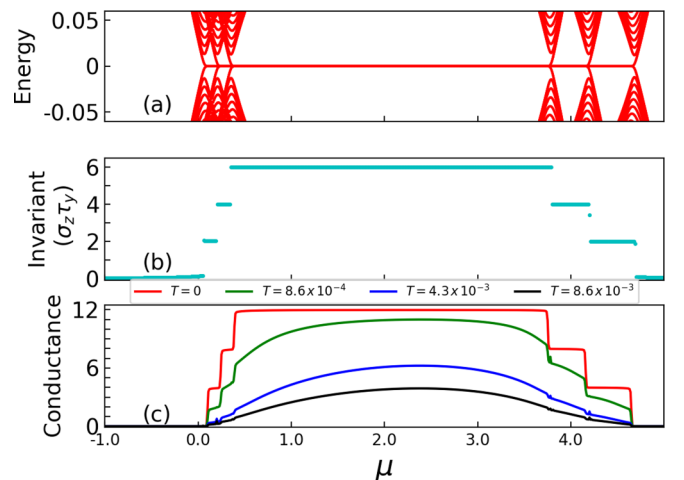 0.05
0
-0.05
Energy
(a)
6
4
2
0
Invariant
(σ_zτ_y)
(b)
T = 0
T = 8.6 x 10⁻⁴
T = 4.3 x 10⁻³
T = 8.6 x 10⁻³
12
6
0
Conductance
(c)
-1.0 0.0 1.0 2.0 3.0 4.0
μ